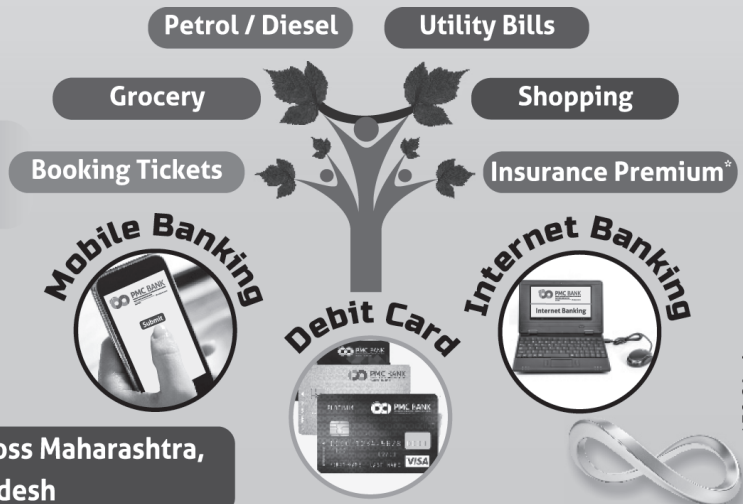 Petrol / Diesel
Utility Bills
Grocery
Shopping
Booking Tickets
Insurance Premium*
Mobile Banking
Debit Card
Internet Banking
PMC BANK
Submit
PMC BANK
PMC BANK
PMC BANK
VISA
PMC BANK
Internet Banking
oss Maharashtra,
desh